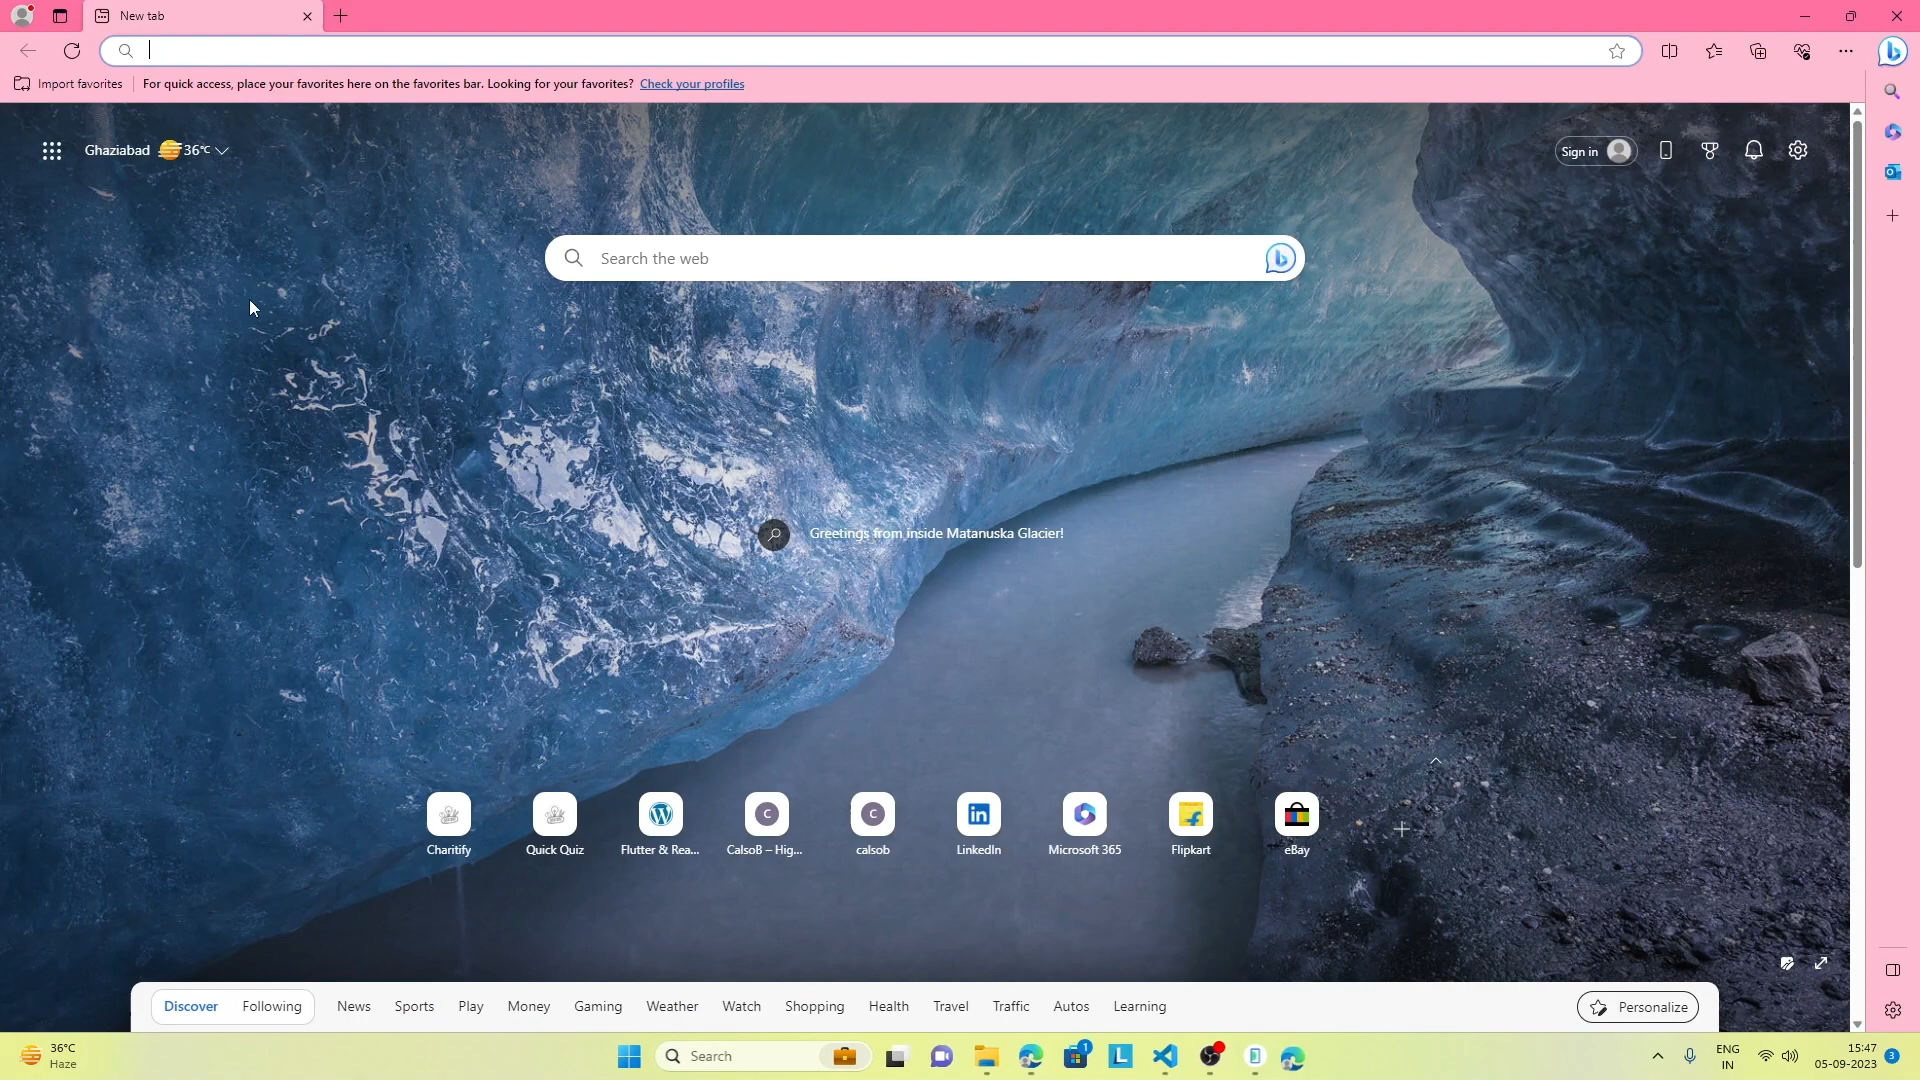 New tab
Import favorites
For quick access, place your favorites here on the favorites bar. Looking for your favorites? Check your profiles
Ghaziabad 36°C
Sign in
Search the web
Greetings from inside Matanuska Glacier!
Charitify
Quick Quiz
Flutter & Rea...
CalsoB – Hig...
calsob
LinkedIn
Microsoft 365
Flipkart
eBay
Discover Following News Sports Play Money Gaming Weather Watch Shopping Health Travel Traffic Autos Learning Personalize
36°C
Haze
Search
1
ENG
IN
15:47
05-09-2023
3